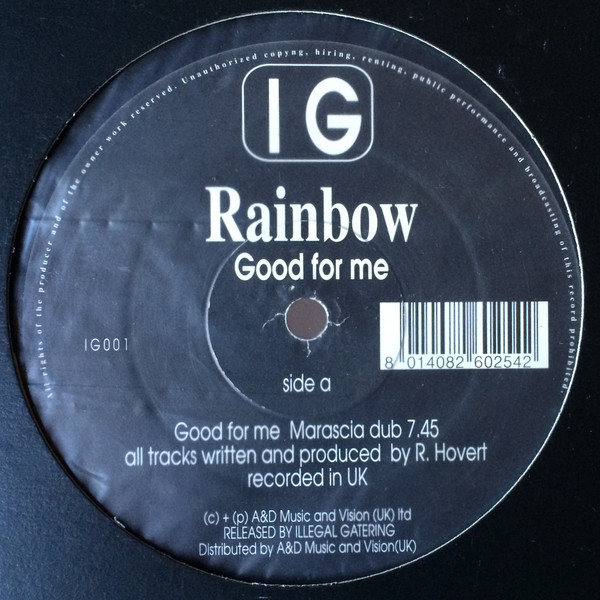 All rights of the producer and of the owner work reserved. Unauthorized copyng, hiring, renting, public performance and broadcasting of this record prohibited.
IG
Rainbow
Good for me
8 014082 602542
IG001
side a
Good for me Marascia dub 7.45
all tracks written and produced by R. Hovert
recorded in UK
(c) + (p) A&D Music and Vision (UK) ltd
RELEASED BY ILLEGAL GATERING
Distributed by A&D Music and Vision(UK)